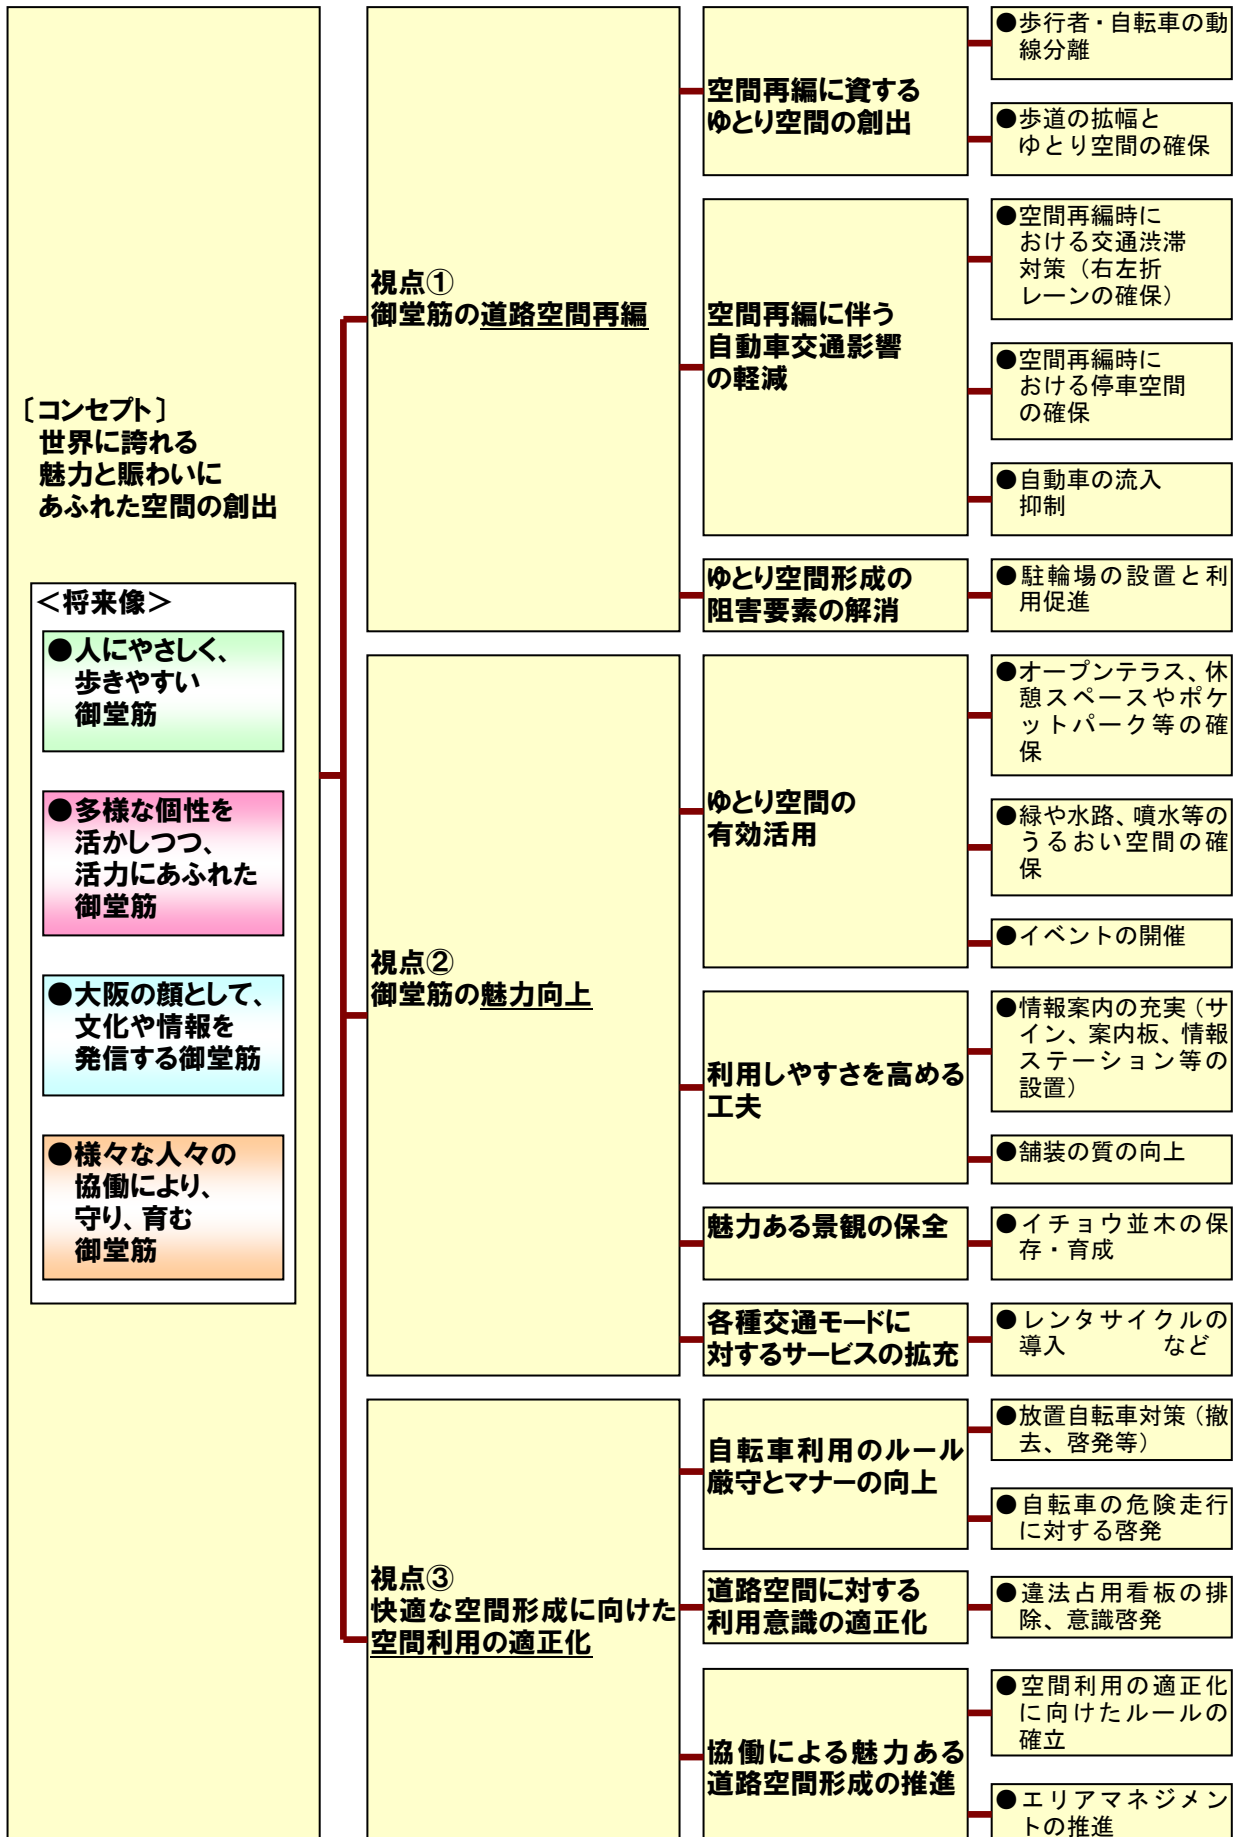 〔コンセプト〕
世界に誇れる
魅力と賑わいに
あふれた空間の創出
＜将来像＞
●人にやさしく、
歩きやすい
御堂筋
●多様な個性を
活かしつつ、
活力にあふれた
御堂筋
●大阪の顔として、
文化や情報を
発信する御堂筋
●様々な人々の
協働により、
守り、育む
御堂筋
視点①
御堂筋の道路空間再編
空間再編に資する
ゆとり空間の創出
●歩行者・自転車の動
線分離
●歩道の拡幅と
ゆとり空間の確保
空間再編に伴う
自動車交通影響
の軽減
●空間再編時に
おける交通渋滞
対策（右左折
レーンの確保）
●空間再編時に
おける停車空間
の確保
●自動車の流入
抑制
ゆとり空間形成の
阻害要素の解消
●駐輪場の設置と利
用促進
視点②
御堂筋の魅力向上
ゆとり空間の
有効活用
●オープンテラス、休
憩スペースやポケ
ットパーク等の確
保
●緑や水路、噴水等の
うるおい空間の確
保
●イベントの開催
利用しやすさを高める
工夫
●情報案内の充実（サ
イン、案内板、情報
ステーション等の
設置）
●舗装の質の向上
魅力ある景観の保全
●イチョウ並木の保
存・育成
各種交通モードに
対するサービスの拡充
●レンタサイクルの
導入 など
視点③
快適な空間形成に向けた
空間利用の適正化
自転車利用のルール
厳守とマナーの向上
●放置自転車対策（撤
去、啓発等）
●自転車の危険走行
に対する啓発
道路空間に対する
利用意識の適正化
●違法占用看板の排
除、意識啓発
協働による魅力ある
道路空間形成の推進
●空間利用の適正化
に向けたルールの
確立
●エリアマネジメン
トの推進